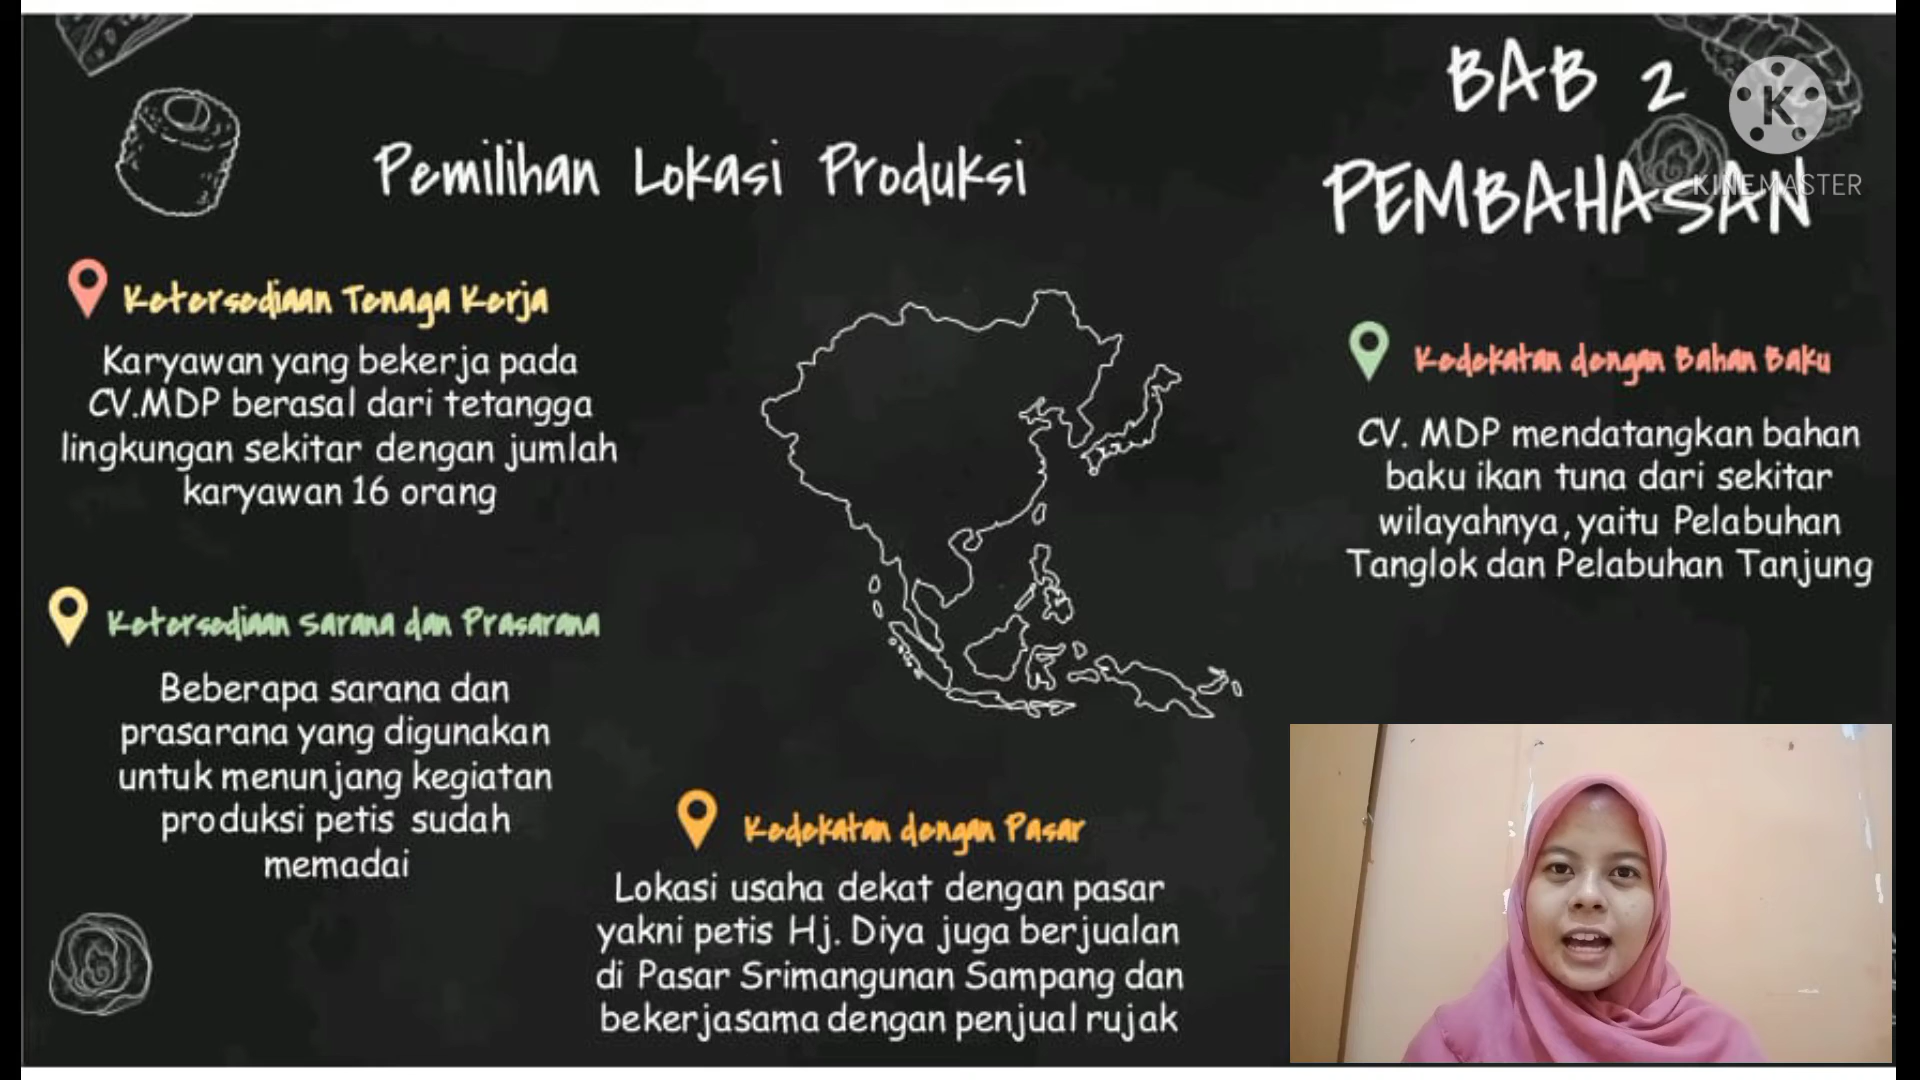 BAB 2
PEMBAHASAN
KINEMASTER
Pemilihan Lokasi Produksi
Ketersediaan Tenaga Kerja
Karyawan yang bekerja pada
CV.MDP berasal dari tetangga
lingkungan sekitar dengan jumlah
karyawan 16 orang
Ketersediaan Sarana dan Prasarana
Beberapa sarana dan
prasarana yang digunakan
untuk menunjang kegiatan
produksi petis sudah
memadai
Kedekatan dengan Pasar
Lokasi usaha dekat dengan pasar
yakni petis Hj. Diya juga berjualan
di Pasar Srimangunan Sampang dan
bekerjasama dengan penjual rujak
Kedekatan dengan Bahan Baku
CV. MDP mendatangkan bahan
baku ikan tuna dari sekitar
wilayahnya, yaitu Pelabuhan
Tanglok dan Pelabuhan Tanjung